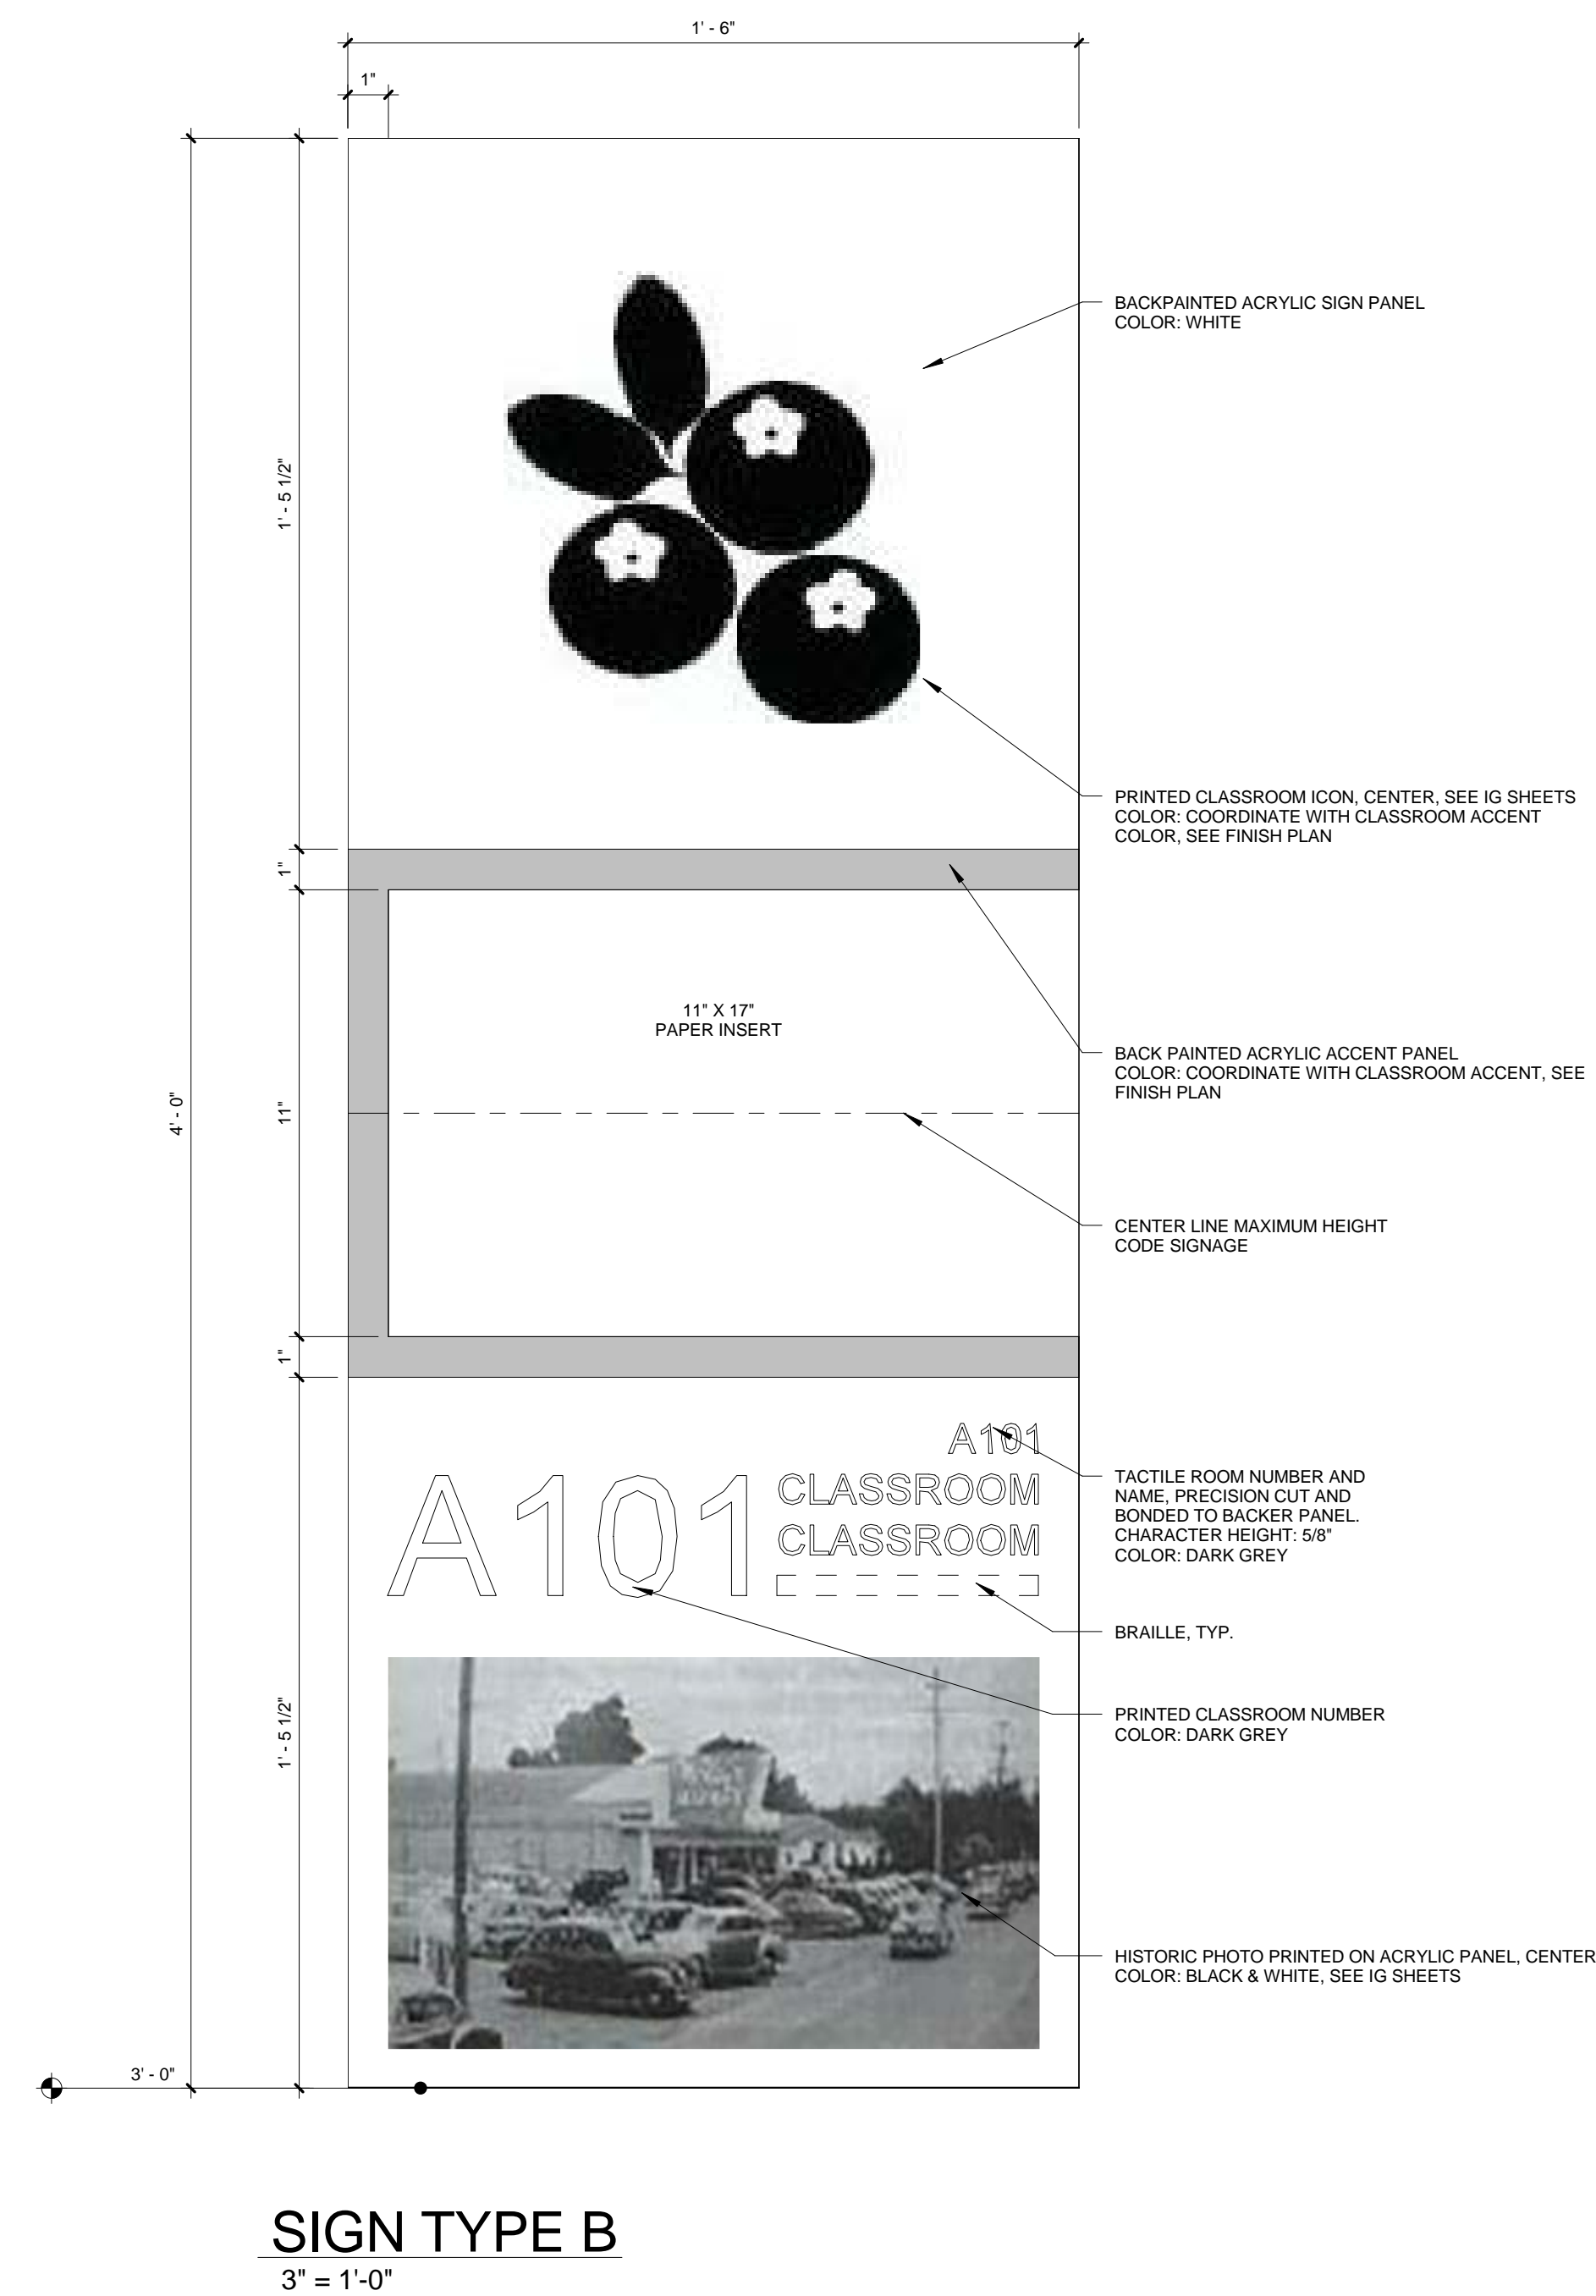 1' - 6"
1"
1' - 5 1/2"
1"
11"
1"
1' - 5 1/2"
4' - 0"
3' - 0"
BACKPAINTED ACRYLIC SIGN PANEL
COLOR: WHITE
PRINTED CLASSROOM ICON, CENTER, SEE IG SHEETS
COLOR: COORDINATE WITH CLASSROOM ACCENT
COLOR, SEE FINISH PLAN
11" X 17"
PAPER INSERT
BACK PAINTED ACRYLIC ACCENT PANEL
COLOR: COORDINATE WITH CLASSROOM ACCENT, SEE
FINISH PLAN
CENTER LINE MAXIMUM HEIGHT
CODE SIGNAGE
A101
A101
CLASSROOM
CLASSROOM
TACTILE ROOM NUMBER AND
NAME, PRECISION CUT AND
BONDED TO BACKER PANEL.
CHARACTER HEIGHT: 5/8"
COLOR: DARK GREY
BRAILLE, TYP.
PRINTED CLASSROOM NUMBER
COLOR: DARK GREY
HISTORIC PHOTO PRINTED ON ACRYLIC PANEL, CENTER
COLOR: BLACK & WHITE, SEE IG SHEETS
SIGN TYPE B
3" = 1'-0"